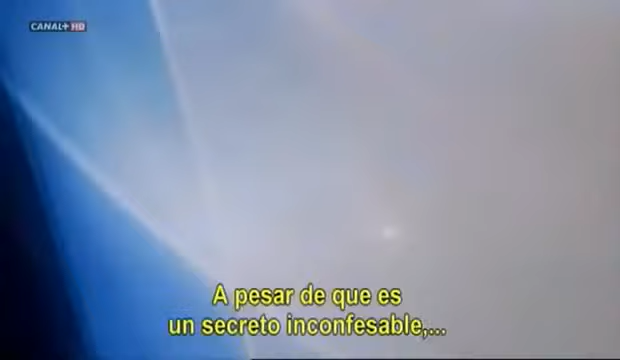 CANAL+ HD
A pesar de que es
un secreto inconfesable,...